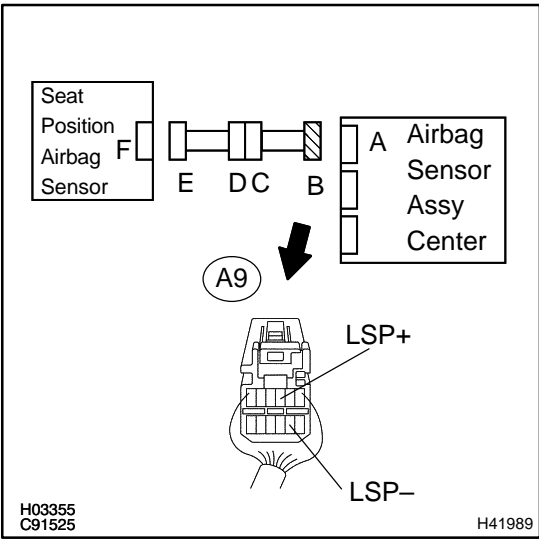 Seat
Position
Airbag
Sensor
F
E
D
C
B
A
Airbag
Sensor
Assy
Center
A9
LSP+
LSP–
H03355
C91525
H41989